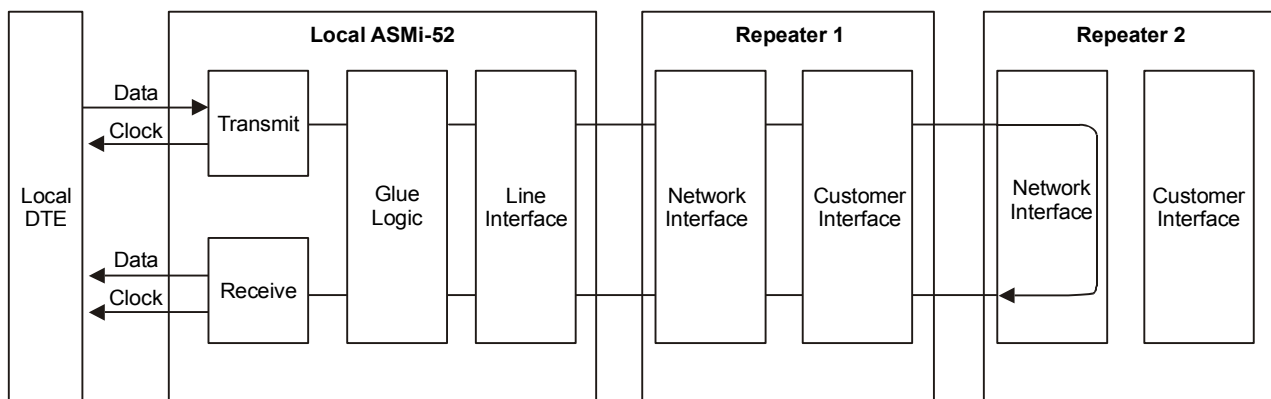 Local ASMi-52
Repeater 1
Repeater 2
Data
Clock
Transmit
Local
DTE
Glue
Logic
Line
Interface
Network
Interface
Customer
Interface
Network
Interface
Customer
Interface
Data
Clock
Receive